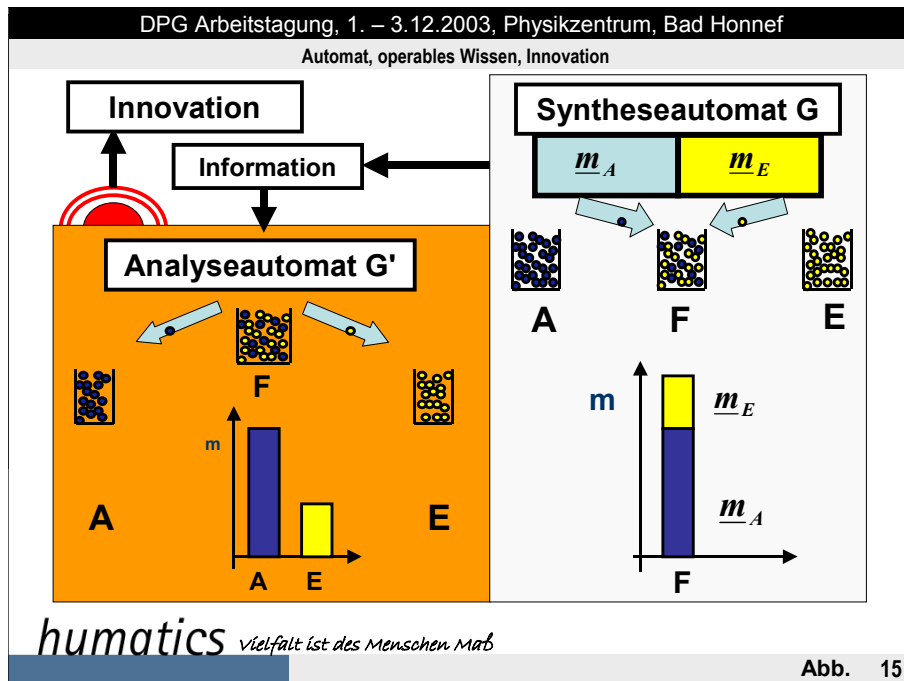 DPG Arbeitstagung, 1. – 3.12.2003, Physikzentrum, Bad Honnef
Automat, operables Wissen, Innovation
Innovation
Information
Analyseautomat G'
F
A
E
m
A E
Syntheseautomat G
m A
m E
A
F
E
m
m E
m A
F
humatics Vielfalt ist des Menschen Maß
Abb. 15